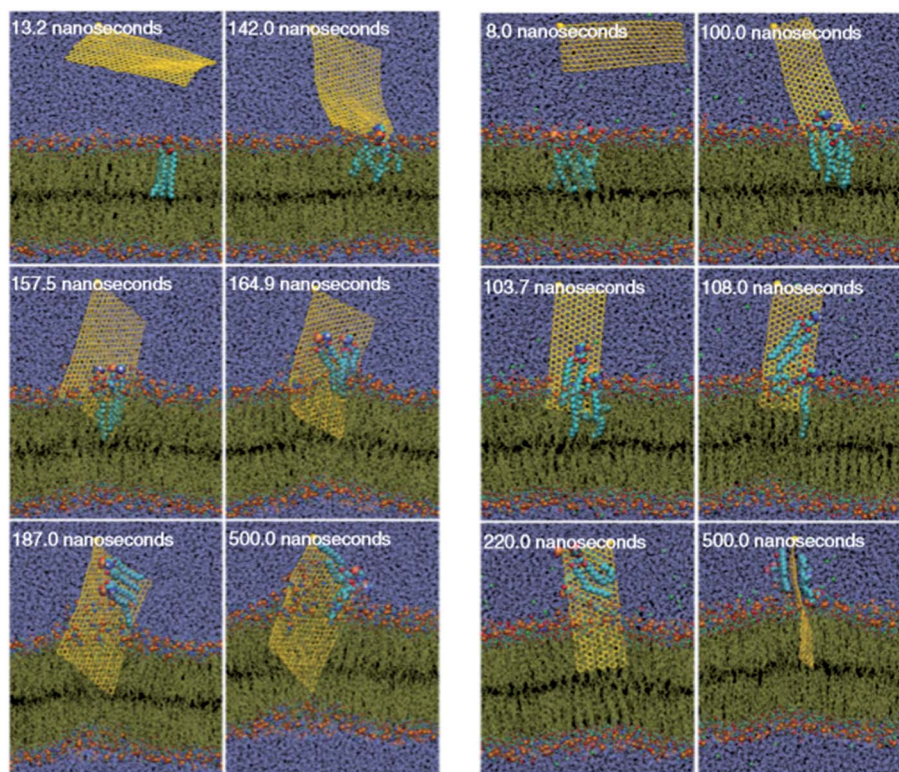 13.2 nanoseconds
142.0 nanoseconds
8.0 nanoseconds
100.0 nanoseconds
157.5 nanoseconds
164.9 nanoseconds
103.7 nanoseconds
108.0 nanoseconds
187.0 nanoseconds
500.0 nanoseconds
220.0 nanoseconds
500.0 nanoseconds